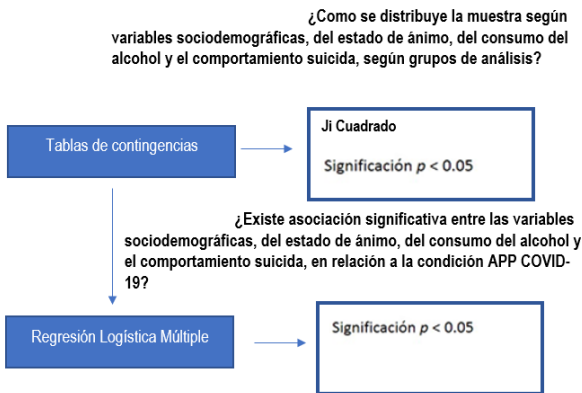 ¿Como se distribuye la muestra según
variables sociodemográficas, del estado de ánimo, del consumo del
alcohol y el comportamiento suicida, según grupos de análisis?
Tablas de contingencias
Ji Cuadrado
Significación p < 0.05
¿Existe asociación significativa entre las variables
sociodemográficas, del estado de ánimo, del consumo del alcohol y
el comportamiento suicida, en relación a la condición APP COVID-
19?
Regresión Logística Múltiple
Significación p < 0.05